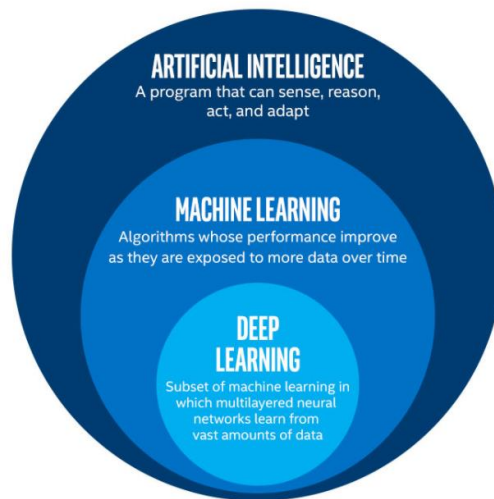 ARTIFICIAL INTELLIGENCE
A program that can sense, reason,
act, and adapt
MACHINE LEARNING
Algorithms whose performance improve
as they are exposed to more data over time
DEEP
LEARNING
Subset of machine learning in
which multilayered neural
networks learn from
vast amounts of data